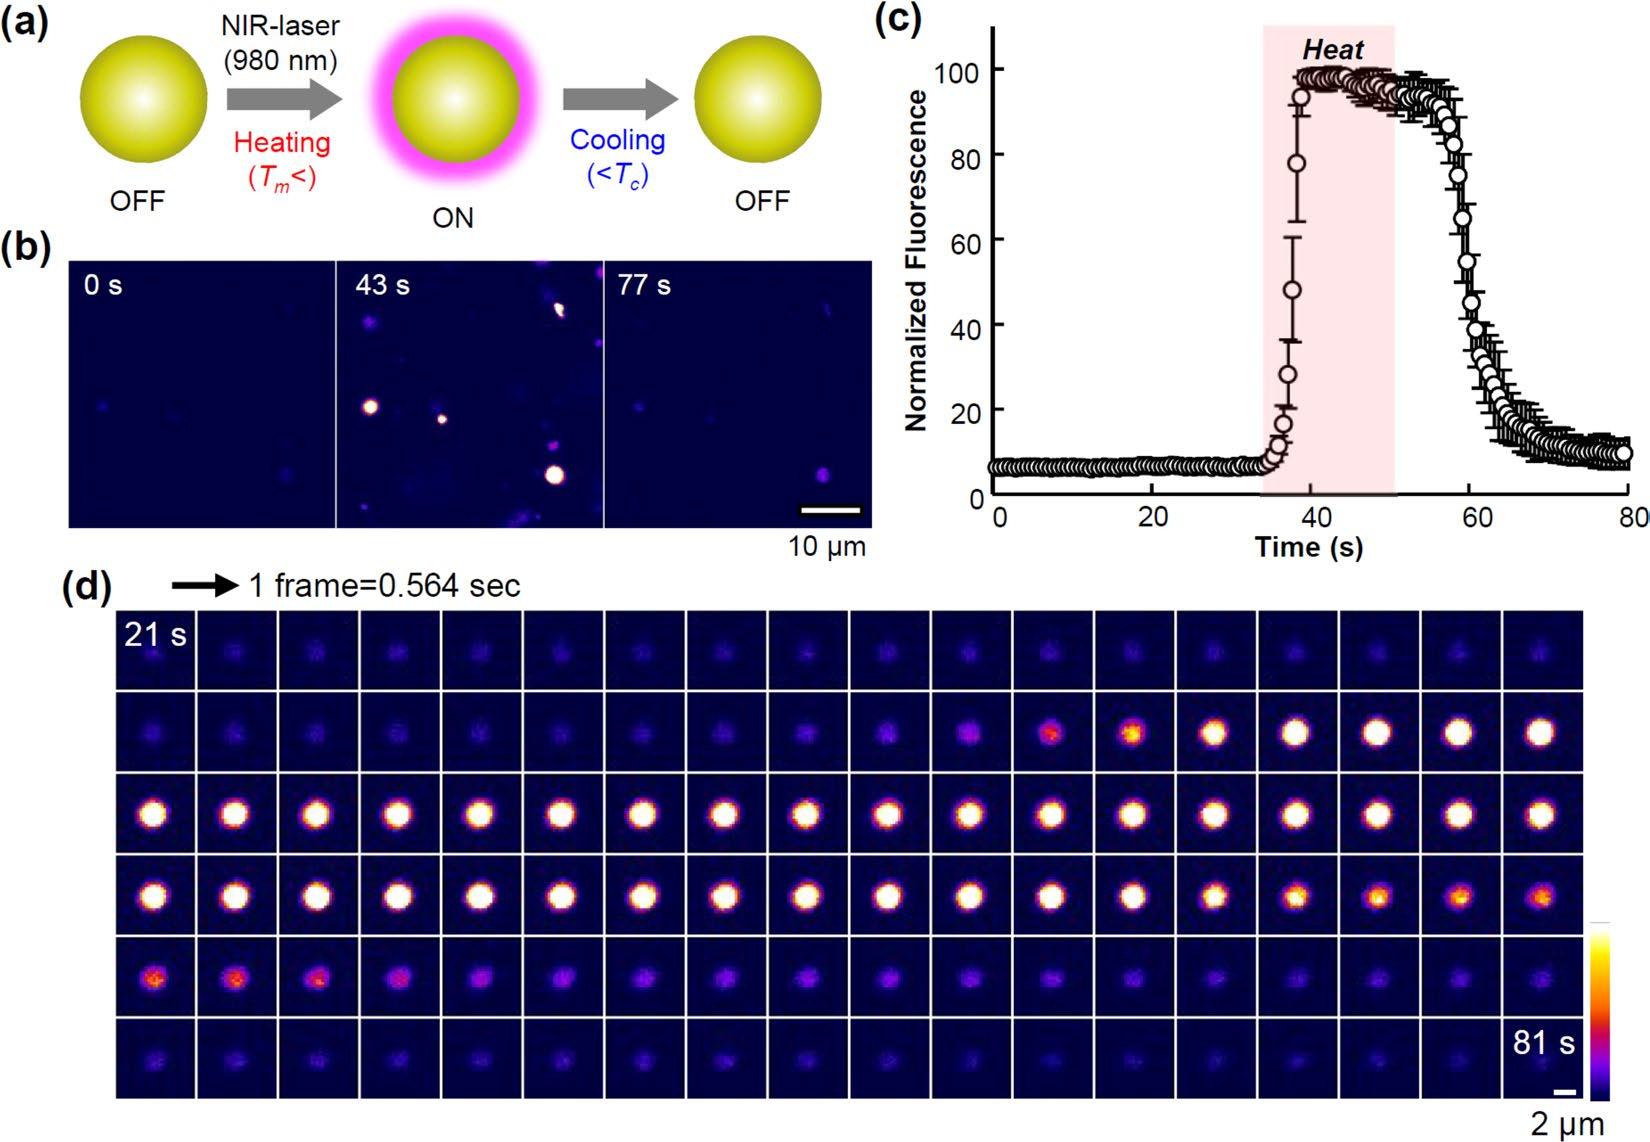 (a)
NIR-laser
(980 nm)
Heating
(Tm<)
Cooling
(<Tc)
OFF
ON
OFF
(b)
0 s
43 s
77 s
10 μm
(c)
Heat
Normalized Fluorescence
100
80
60
40
20
0
0
20
40
60
80
Time (s)
(d)
1 frame=0.564 sec
21 s
81 s
2 μm